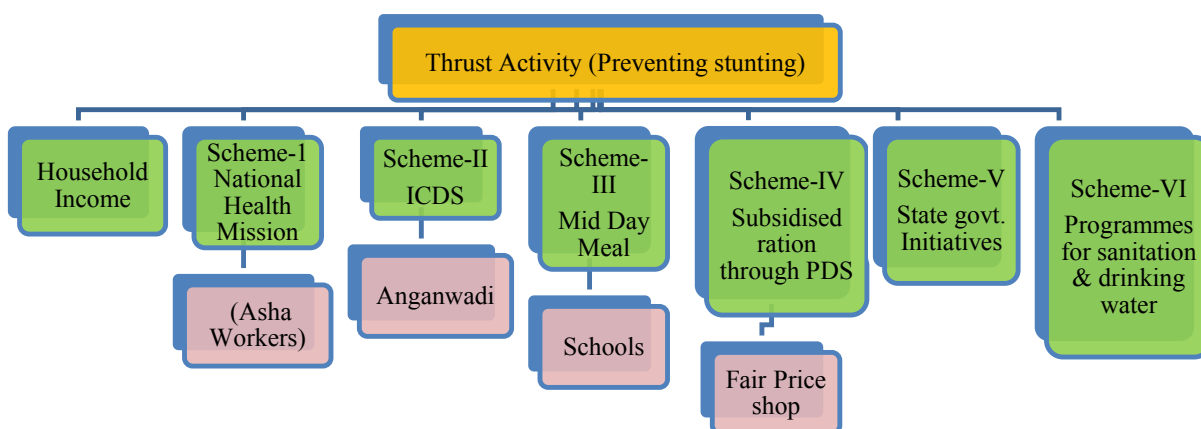 Thrust Activity (Preventing stunting)
Household
Income
Scheme-1
National
Health
Mission
(Asha
Workers)
Scheme-II
ICDS
Anganwadi
Scheme-
III
Mid Day
Meal
Schools
Scheme-IV
Subsidised
ration
through PDS
Fair Price
shop
Scheme-V
State govt.
Initiatives
Scheme-VI
Programmes
for sanitation
& drinking
water